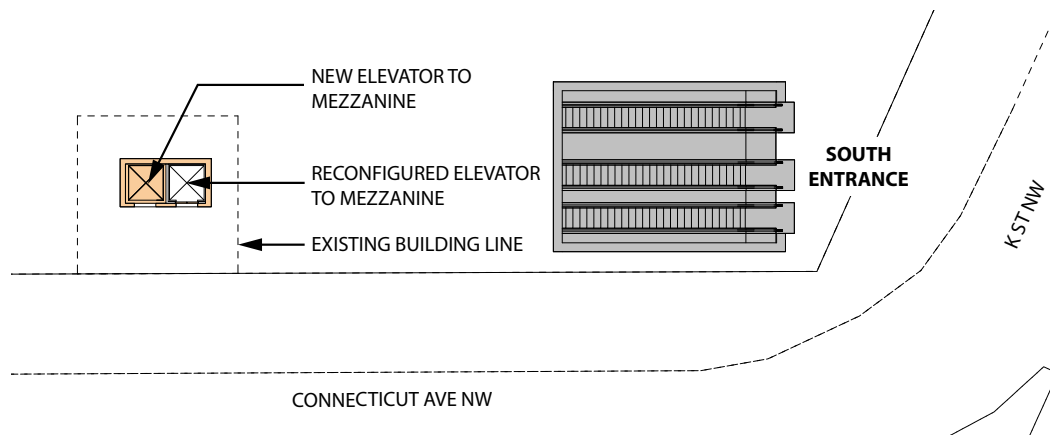 NEW ELEVATOR TO
MEZZANINE
RECONFIGURED ELEVATOR
TO MEZZANINE
EXISTING BUILDING LINE
SOUTH
ENTRANCE
K ST NW
CONNECTICUT AVE NW